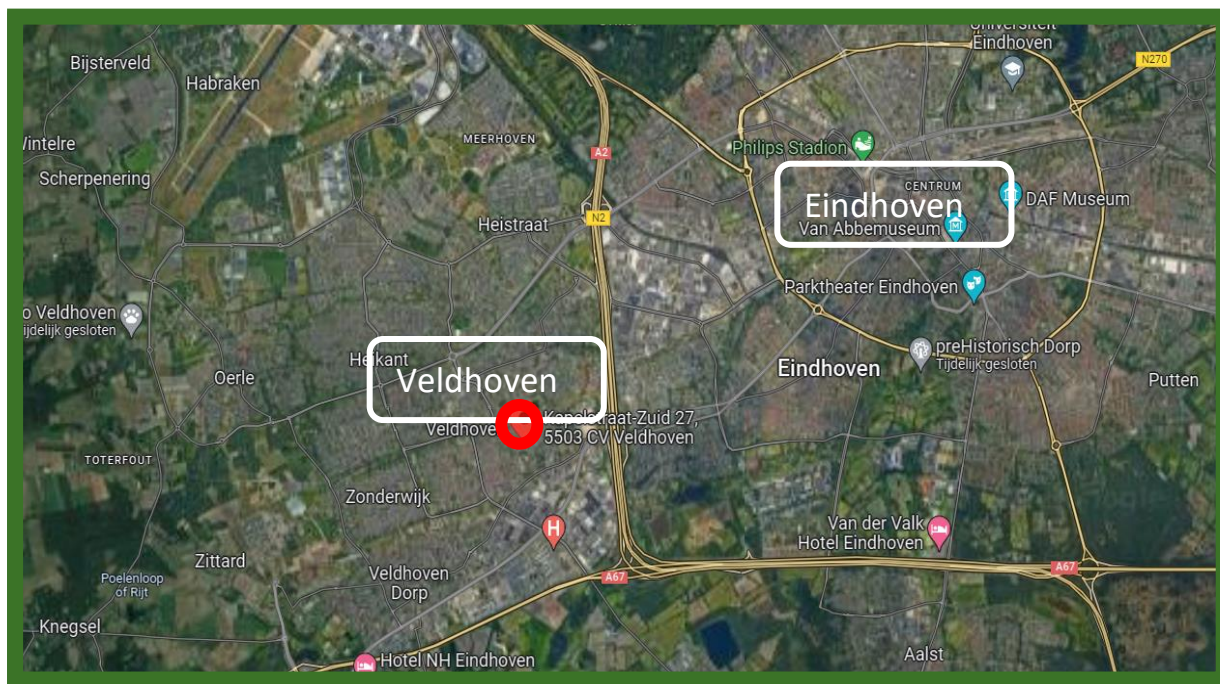 Eindhoven
Bijsterveld
N270
Habraken
MEERHOVEN
Philips Stadion
A2
Scherpenering
CENTRUM
DAF Museum
Eindhoven
N2
Heistraat
Van Abbemuseum
Parktheater Eindhoven
Veldhoven
tijdelijk gesloten
Heikant
preHistorisch Dorp
Tijdelijk gesloten
Eindhoven
Oerle
Veldhoven
Putten
Kapelstraat-Zuid 27,
5503 CV Veldhoven
TOTERFOUT
Zonderwijk
H
Van der Valk
Hotel Eindhoven
Zittard
Veldhoven
Dorp
A67
A67
Poelenloop
of Rijt
Knegsel
Aalst
Hotel NH Eindhoven